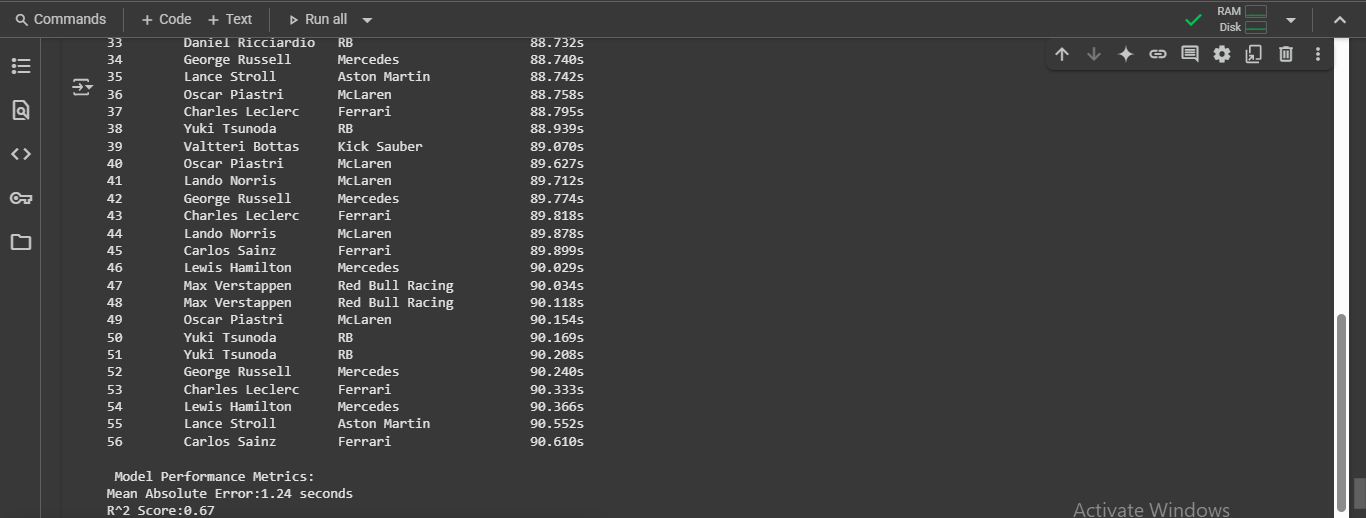 Commands + Code + Text Run all RAM
Disk
33 Daniel Ricciardio RB 88.732s
34 George Russell Mercedes 88.740s
35 Lance Stroll Aston Martin 88.742s
36 Oscar Piastri McLaren 88.758s
37 Charles Leclerc Ferrari 88.795s
38 Yuki Tsunoda RB 88.939s
39 Valtteri Bottas Kick Sauber 89.070s
40 Oscar Piastri McLaren 89.627s
41 Lando Norris McLaren 89.712s
42 George Russell Mercedes 89.774s
43 Charles Leclerc Ferrari 89.818s
44 Lando Norris McLaren 89.878s
45 Carlos Sainz Ferrari 89.899s
46 Lewis Hamilton Mercedes 90.029s
47 Max Verstappen Red Bull Racing 90.034s
48 Max Verstappen Red Bull Racing 90.118s
49 Oscar Piastri McLaren 90.154s
50 Yuki Tsunoda RB 90.169s
51 Yuki Tsunoda RB 90.208s
52 George Russell Mercedes 90.240s
53 Charles Leclerc Ferrari 90.333s
54 Lewis Hamilton Mercedes 90.366s
55 Lance Stroll Aston Martin 90.552s
56 Carlos Sainz Ferrari 90.610s
Model Performance Metrics:
Mean Absolute Error:1.24 seconds
R^2 Score:0.67
Activate Windows